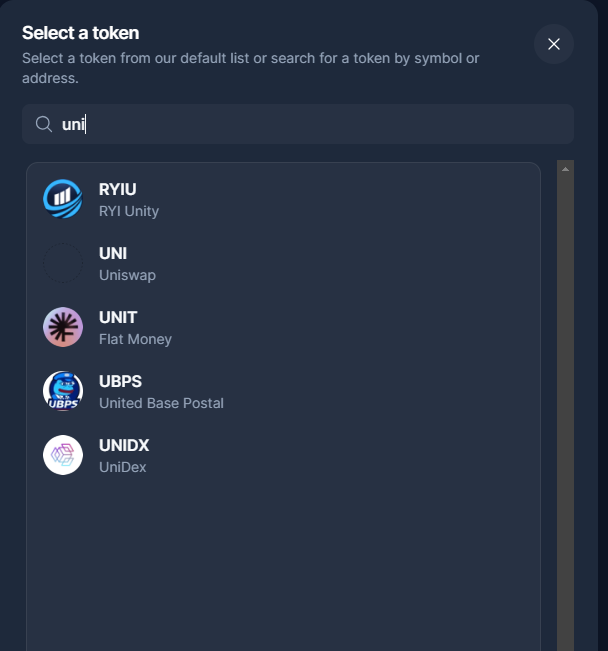 Select a token
Select a token from our default list or search for a token by symbol or
address.
uni
RYIU
RYI Unity
UNI
Uniswap
UNIT
Flat Money
UBPS
UBPS
United Base Postal
UNIDX
UniDex